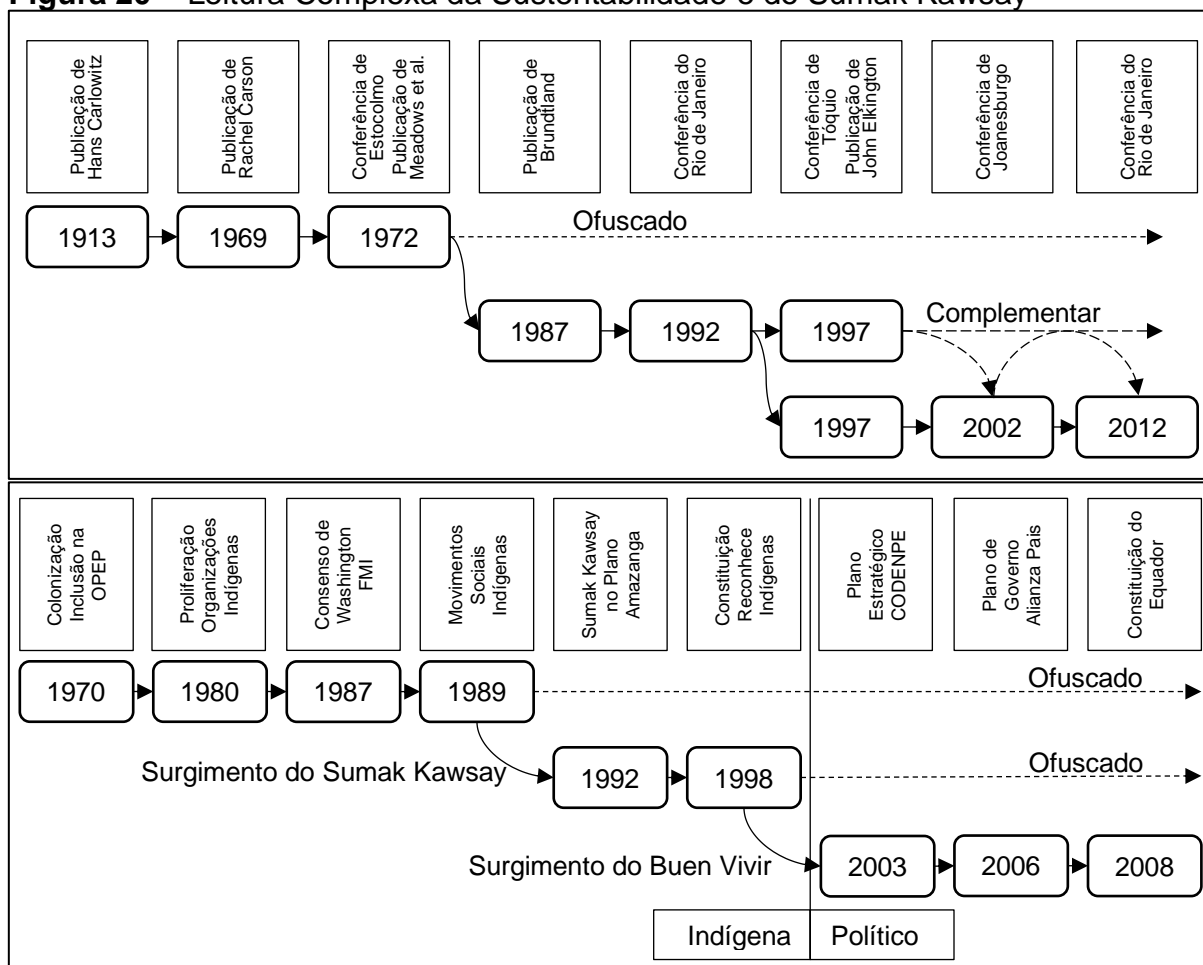 Figura 20 – Leitura Complexa da Sustentabilidade e do Sumak Kawsay
Publicação de
Hans Carlowitz
Publicação de
Rachel Carson
Conferência de
Estocolmo
Publicação de
Meadows et al.
Publicação de
Brundtland
Conferência do
Rio de Janeiro
Conferência de
Tóquio
Publicação de
John Elkington
Conferência de
Joanesburgo
Conferência do
Rio de Janeiro
1913
1969
1972
Ofuscado
1987
1992
1997
Complementar
1997
2002
2012
Colonização
Inclusão na
OPEP
Proliferação
Organizações
Indígenas
Consenso de
Washington
FMI
Movimentos
Sociais
Indígenas
Sumak Kawsay
no Plano
Amazanga
Constituição
Reconhece
Indígenas
Plano
Estratégico
CODENPE
Plano de
Governo
Alianza Pais
Constituição do
Equador
1970
1980
1987
1989
Ofuscado
Surgimento do Sumak Kawsay
1992
1998
Ofuscado
Surgimento do Buen Vivir
2003
2006
2008
Indígena
Político